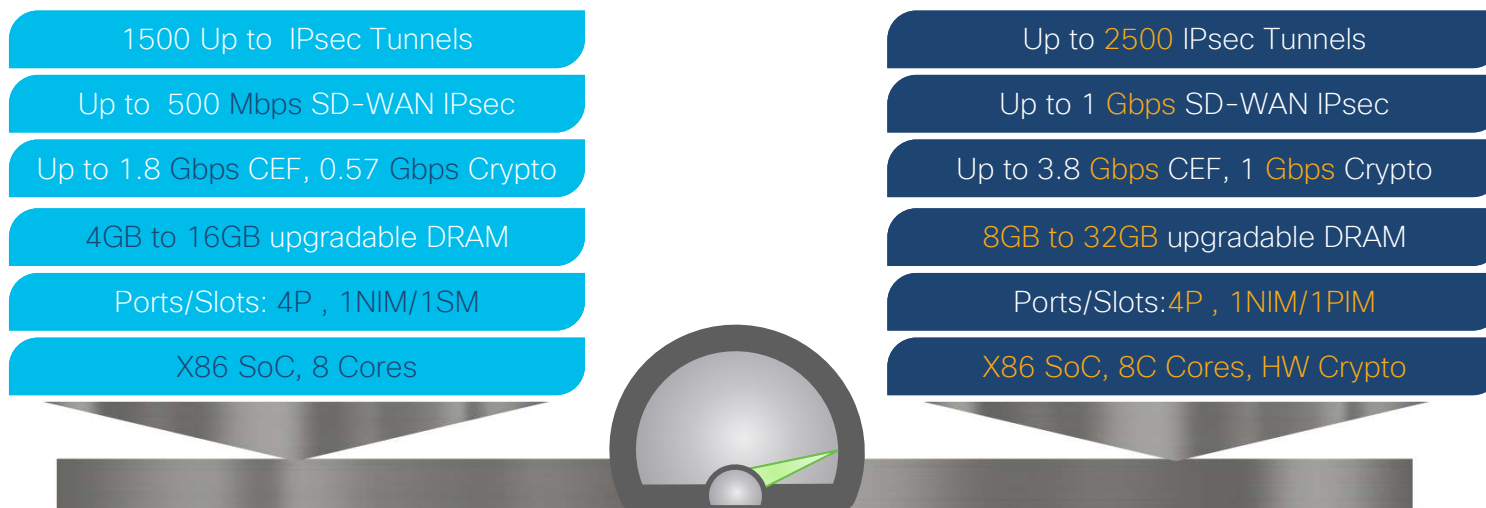 1500 Up to IPsec Tunnels
Up to 500 Mbps SD-WAN IPsec
Up to 1.8 Gbps CEF, 0.57 Gbps Crypto
4GB to 16GB upgradable DRAM
Ports/Slots: 4P , 1NIM/1SM
X86 SoC, 8 Cores
Up to 2500 IPsec Tunnels
Up to 1 Gbps SD-WAN IPsec
Up to 3.8 Gbps CEF, 1 Gbps Crypto
8GB to 32GB upgradable DRAM
Ports/Slots:4P , 1NIM/1PIM
X86 SoC, 8C Cores, HW Crypto